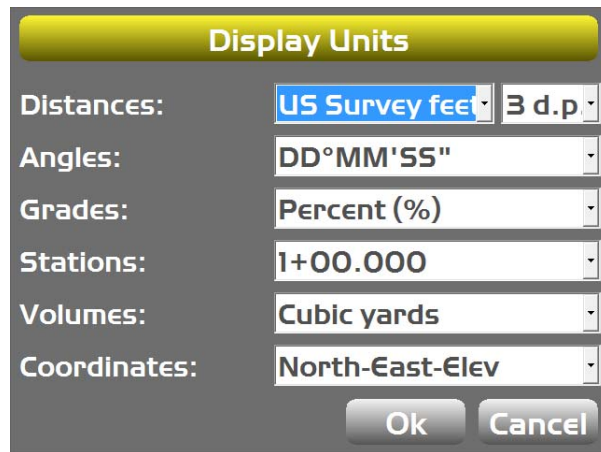 Display Units
Distances: US Survey feet 3 d.p.
Angles: DD°MM'SS"
Grades: Percent (%)
Stations: 1+00.000
Volumes: Cubic yards
Coordinates: North-East-Elev
Ok Cancel